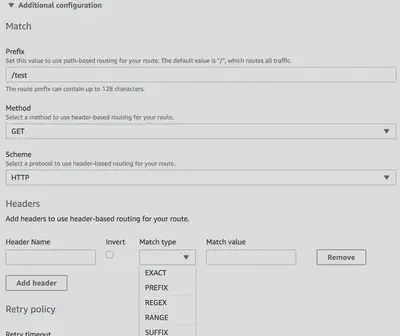 Additional configuration
Match
Prefix
Set this value to use path-based routing for your route. The default value is "/", which routes all traffic.
/test
The route prefix can contain up to 128 characters.
Method
Select a method to use header-based routing for your route.
GET
Scheme
Select a protocol to use header-based routing for your route.
HTTP
Headers
Add headers to use header-based routing for your route.
Header Name Invert Match type Match value
Remove
EXACT
Add header
PREFIX
REGEX
Retry policy
RANGE
Retry timeout
SUFFIX